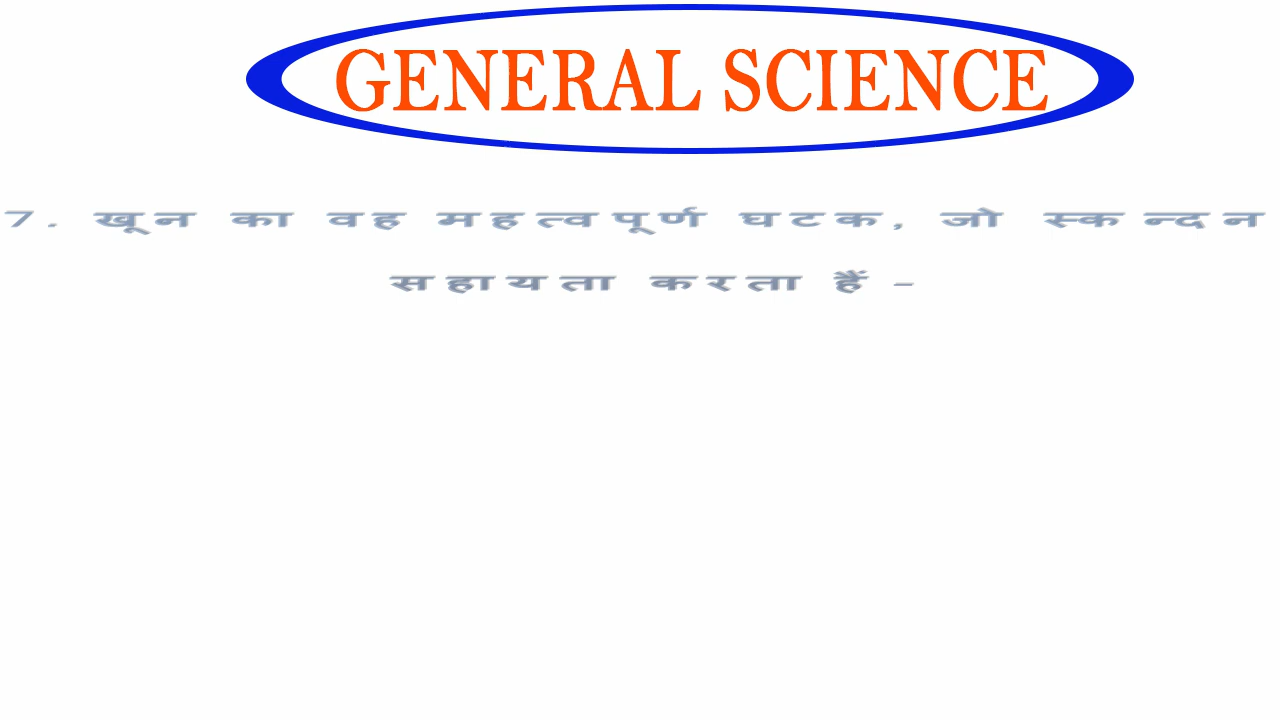 GENERAL SCIENCE
7. खून का वह महत्वपूर्ण घटक, जो स्कन्दन
सहायता करता हैं –